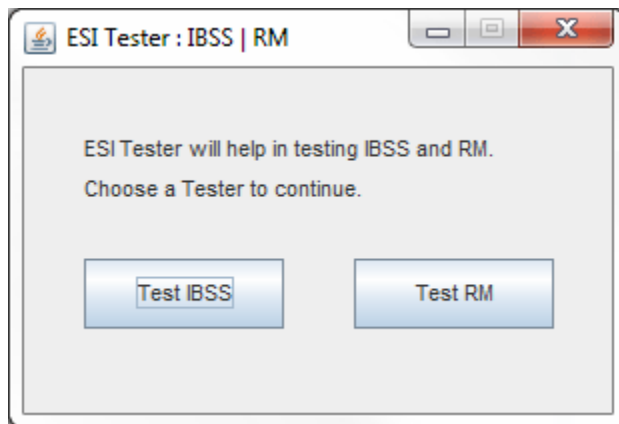 ESI Tester : IBSS | RM
ESI Tester will help in testing IBSS and RM.
Choose a Tester to continue.
Test IBSS Test RM